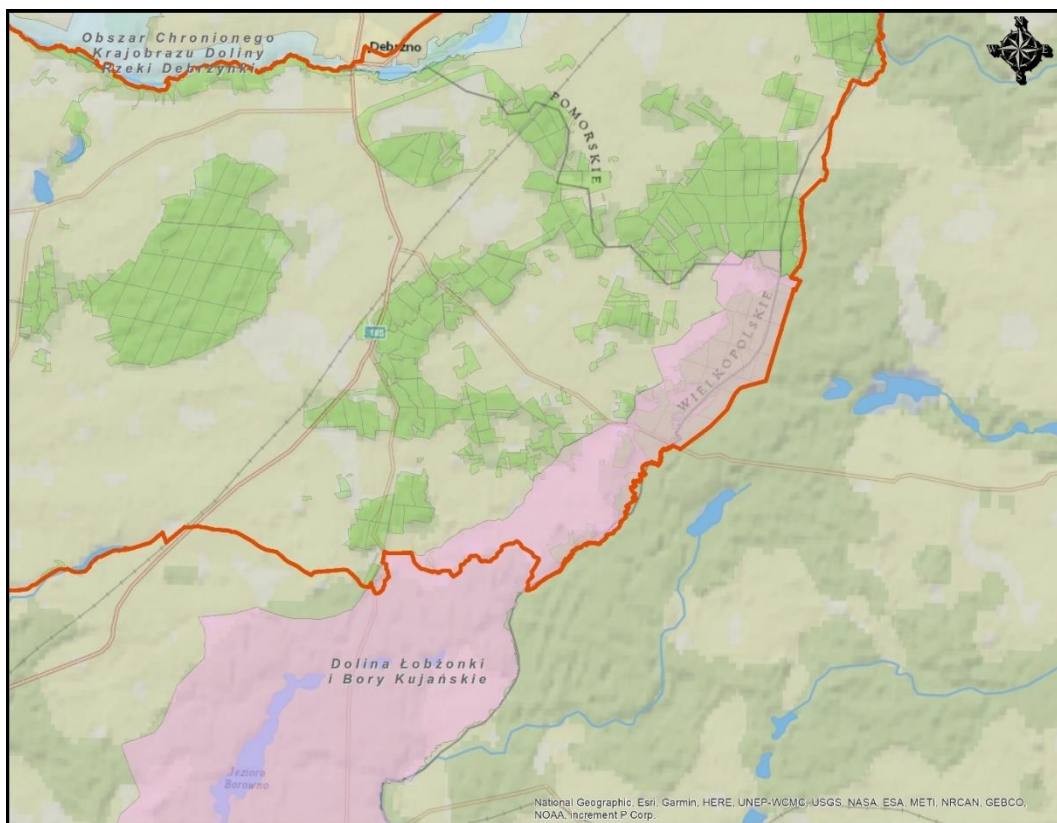 Obszar Chronionego
Krajobrazu Doliny
Rzeki Debrzynki
Debrzno
POMORSKIE
185
WIELKOPOLSKIE
Dolina Łobżonki
i Bory Kujańskie
Jezioro
Borowno
National Geographic, Esri, Garmin, HERE, UNEP-WCMC, USGS, NASA, ESA, METI, NRCAN, GEBCO,
NOAA, increment P Corp.